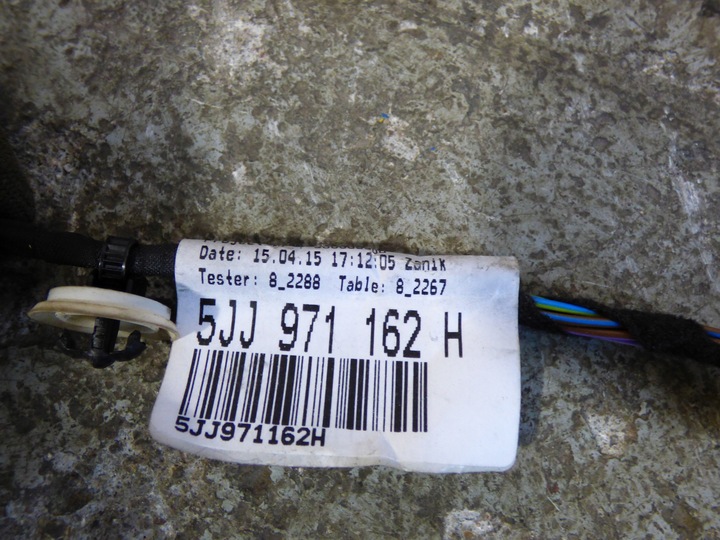 Date: 15.04.15 17:12:05 Zanik
Tester: 8_2288 Table: 8_2267
5JJ 971 162 H
5JJ971162H